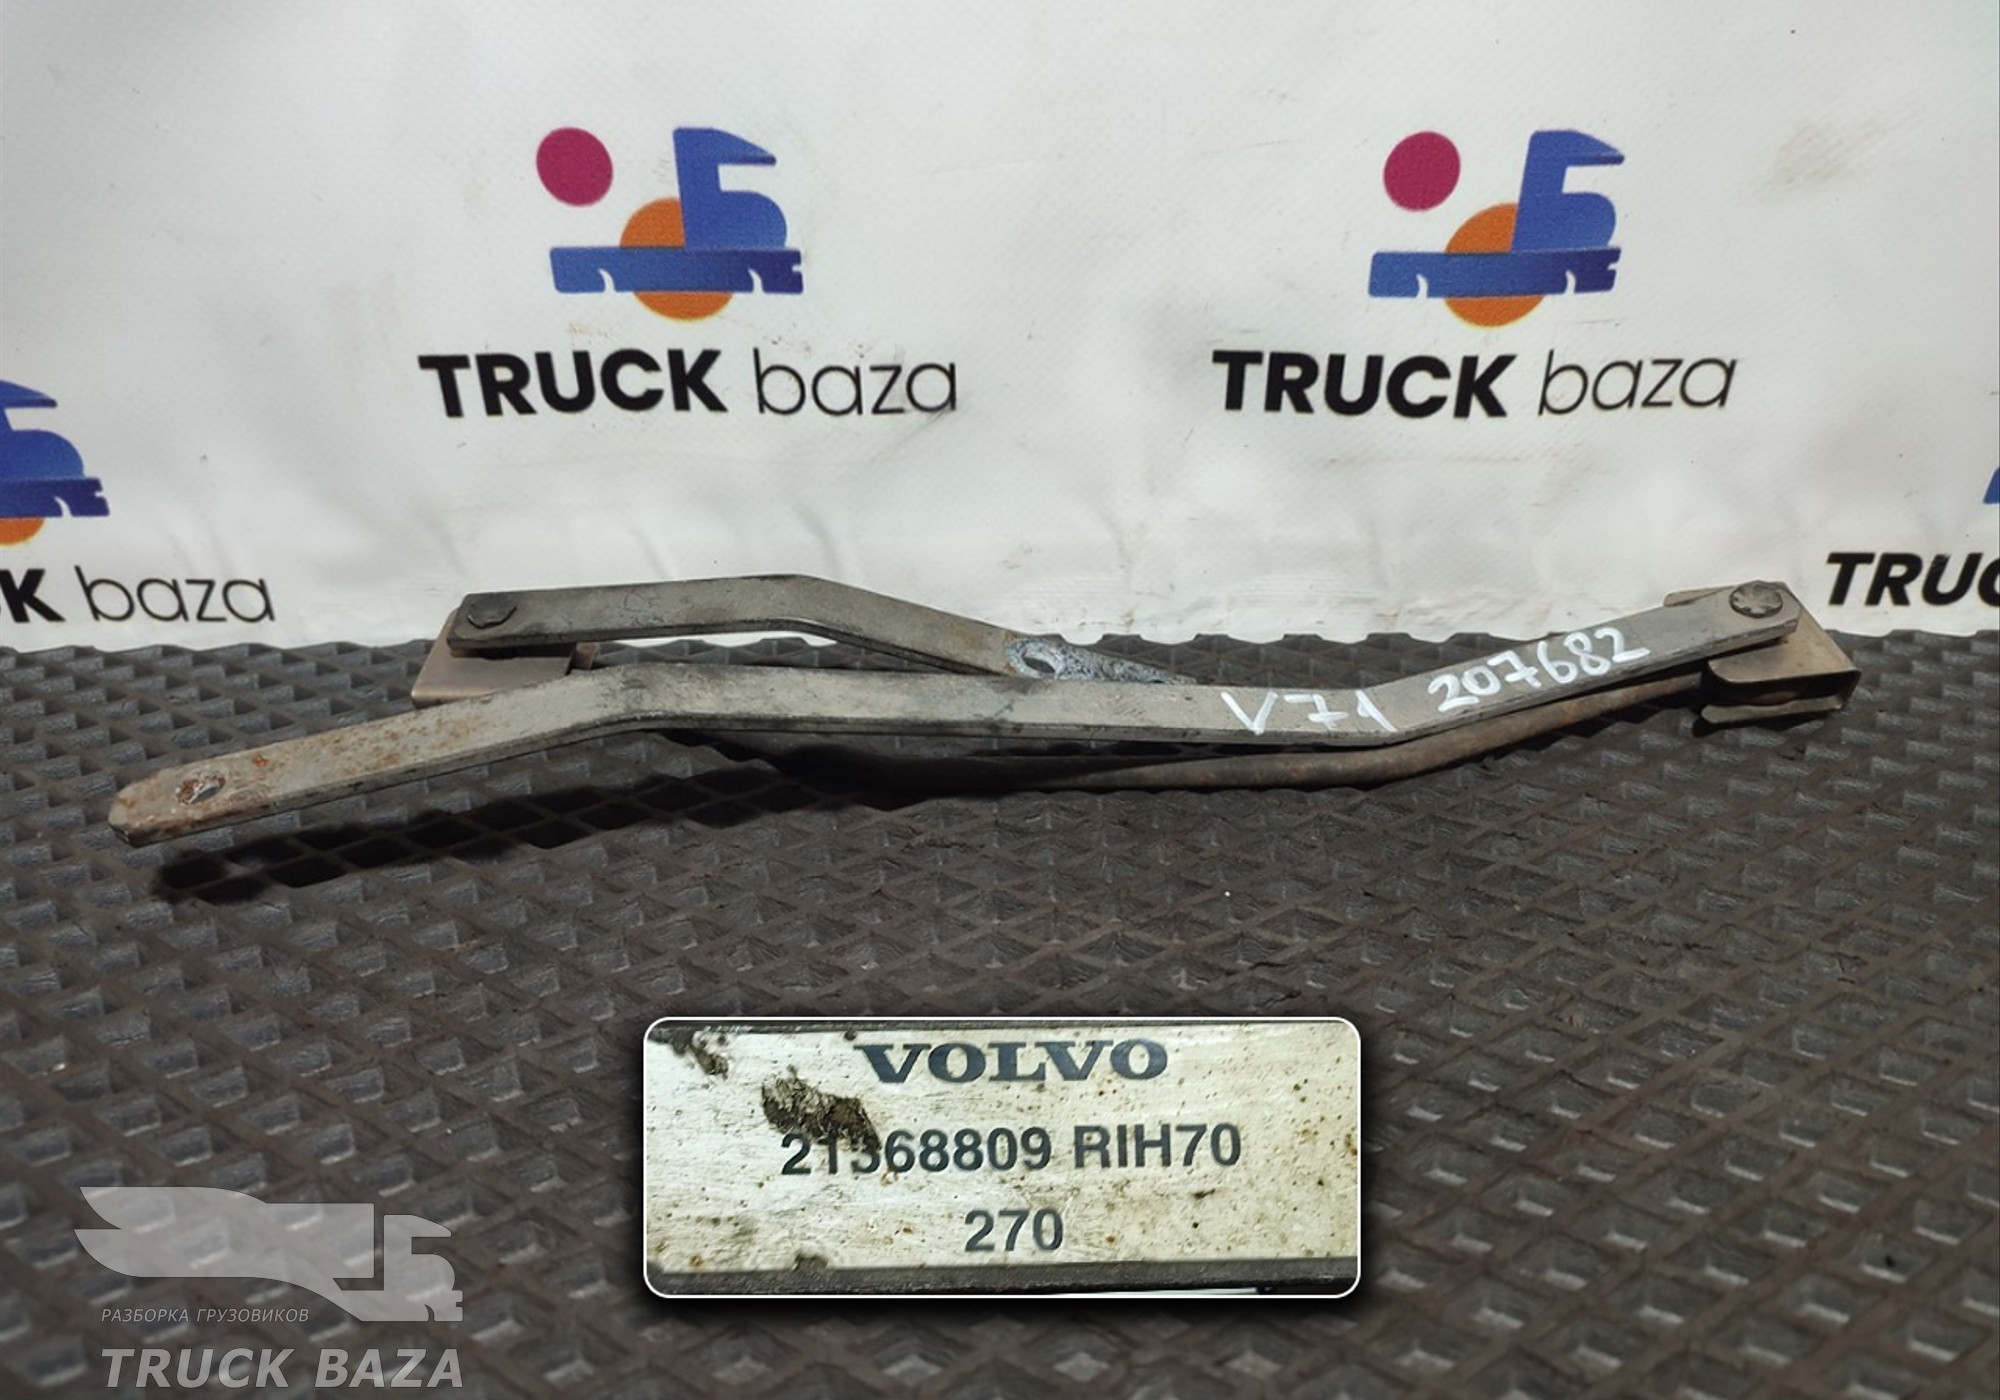 TRUCK baza
TRUCK baza
K baza
TRUC
V71 207682
VOLVO
21368809 RIH70
270
РАЗБОРКА ГРУЗОВИКОВ
TRUCK BAZA